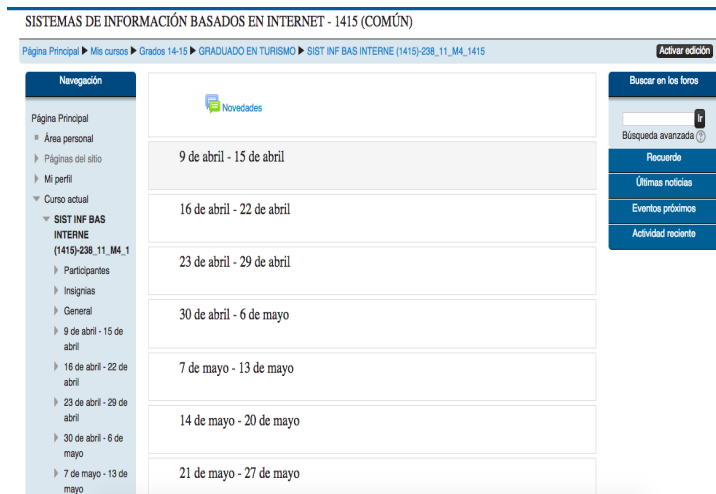 SISTEMAS DE INFORMACIÓN BASADOS EN INTERNET - 1415 (COMÚN)
Página Principal ▶ Mis cursos ▶ Grados 14-15 ▶ GRADUADO EN TURISMO ▶ SIST INF BAS INTERNE (1415)-238_11_M4_1415
Activar edición
Navegación
Página Principal
Área personal
Páginas del sitio
Mi perfil
Curso actual
SIST INF BAS
INTERNE
(1415)-238_11_M4_1
Participantes
Insignias
General
9 de abril - 15 de
abril
16 de abril - 22 de
abril
23 de abril - 29 de
abril
30 de abril - 6 de
mayo
7 de mayo - 13 de
mayo
Novedades
9 de abril - 15 de abril
16 de abril - 22 de abril
23 de abril - 29 de abril
30 de abril - 6 de mayo
7 de mayo - 13 de mayo
14 de mayo - 20 de mayo
21 de mayo - 27 de mayo
Buscar en los foros
Ir
Búsqueda avanzada ?
Recuerde
Últimas noticias
Eventos próximos
Actividad reciente